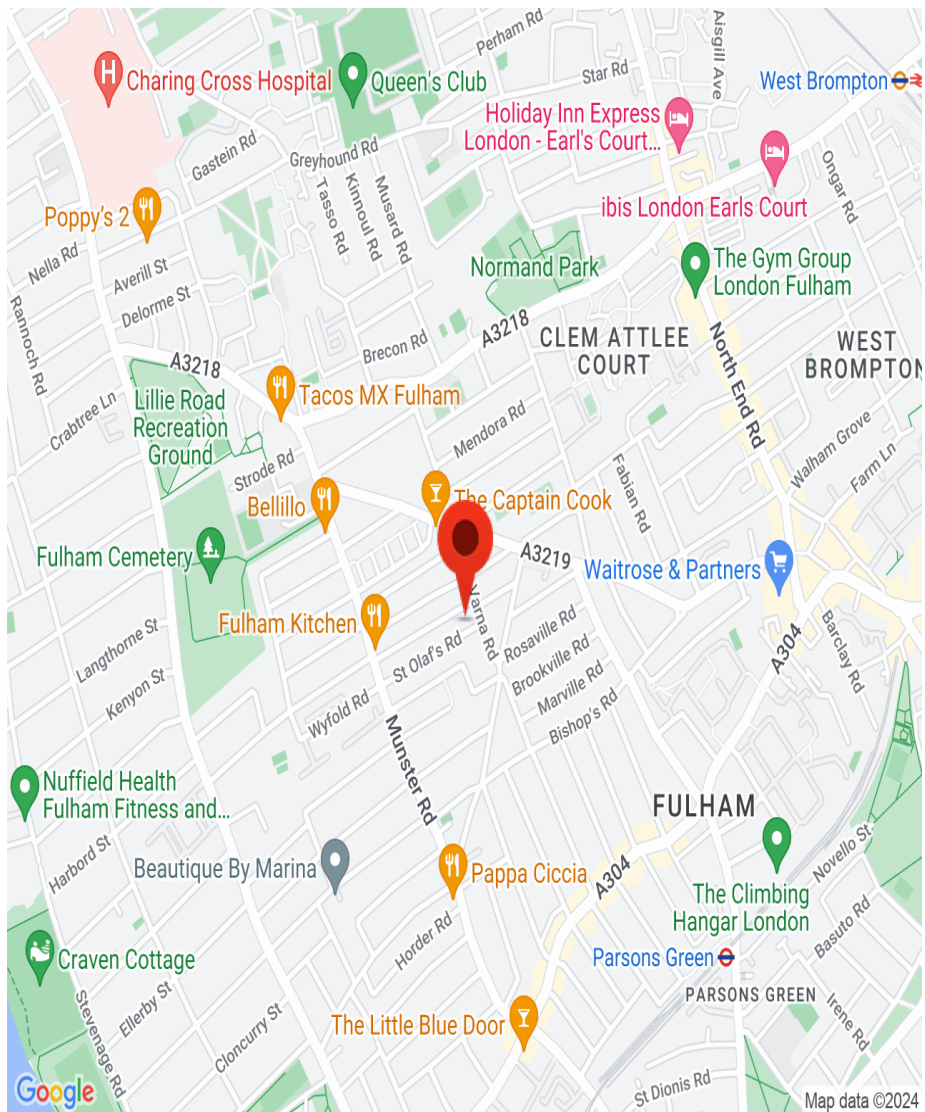 Perham Rd
Aisgill Ave
Charing Cross Hospital
Queen's Club
Star Rd
West Brompton
Holiday Inn Express
London - Earl's Court...
Gastein Rd
Greyhound Rd
Tasso Rd
Kinnoul Rd
Musard Rd
Ongar Rd
Poppy's 2
ibis London Earls Court
Nella Rd
Averill St
Normand Park
The Gym Group
London Fulham
Rannoch Rd
Delorme St
A3218
Brecon Rd
CLEM ATTLEE
COURT
North End Rd
WEST
BROMPTON
A3218
Tacos MX Fulham
Crabtree Ln
Lillie Road
Recreation
Ground
Mendora Rd
Walham Grove
Farm Ln
Strode Rd
Fabian Rd
Bellillo
The Captain Cook
Fulham Cemetery
A3219
Waitrose & Partners
Fulham Kitchen
Varna Rd
Langthorne St
St Olaf's Rd
Rosaville Rd
Brookville Rd
A304
Barclay Rd
Kenyon St
Wyfold Rd
Marville Rd
Bishop's Rd
Munster Rd
Nuffield Health
Fulham Fitness and...
FULHAM
Harbord St
Beautique By Marina
Pappa Ciccia
A304
Novello St
The Climbing
Hangar London
Horder Rd
Basuto Rd
Craven Cottage
Parsons Green
PARSONS GREEN
Stevenage Rd
Ellerby St
Cloncurry St
The Little Blue Door
Irene Rd
St Dionis Rd
Google
Map data ©2024